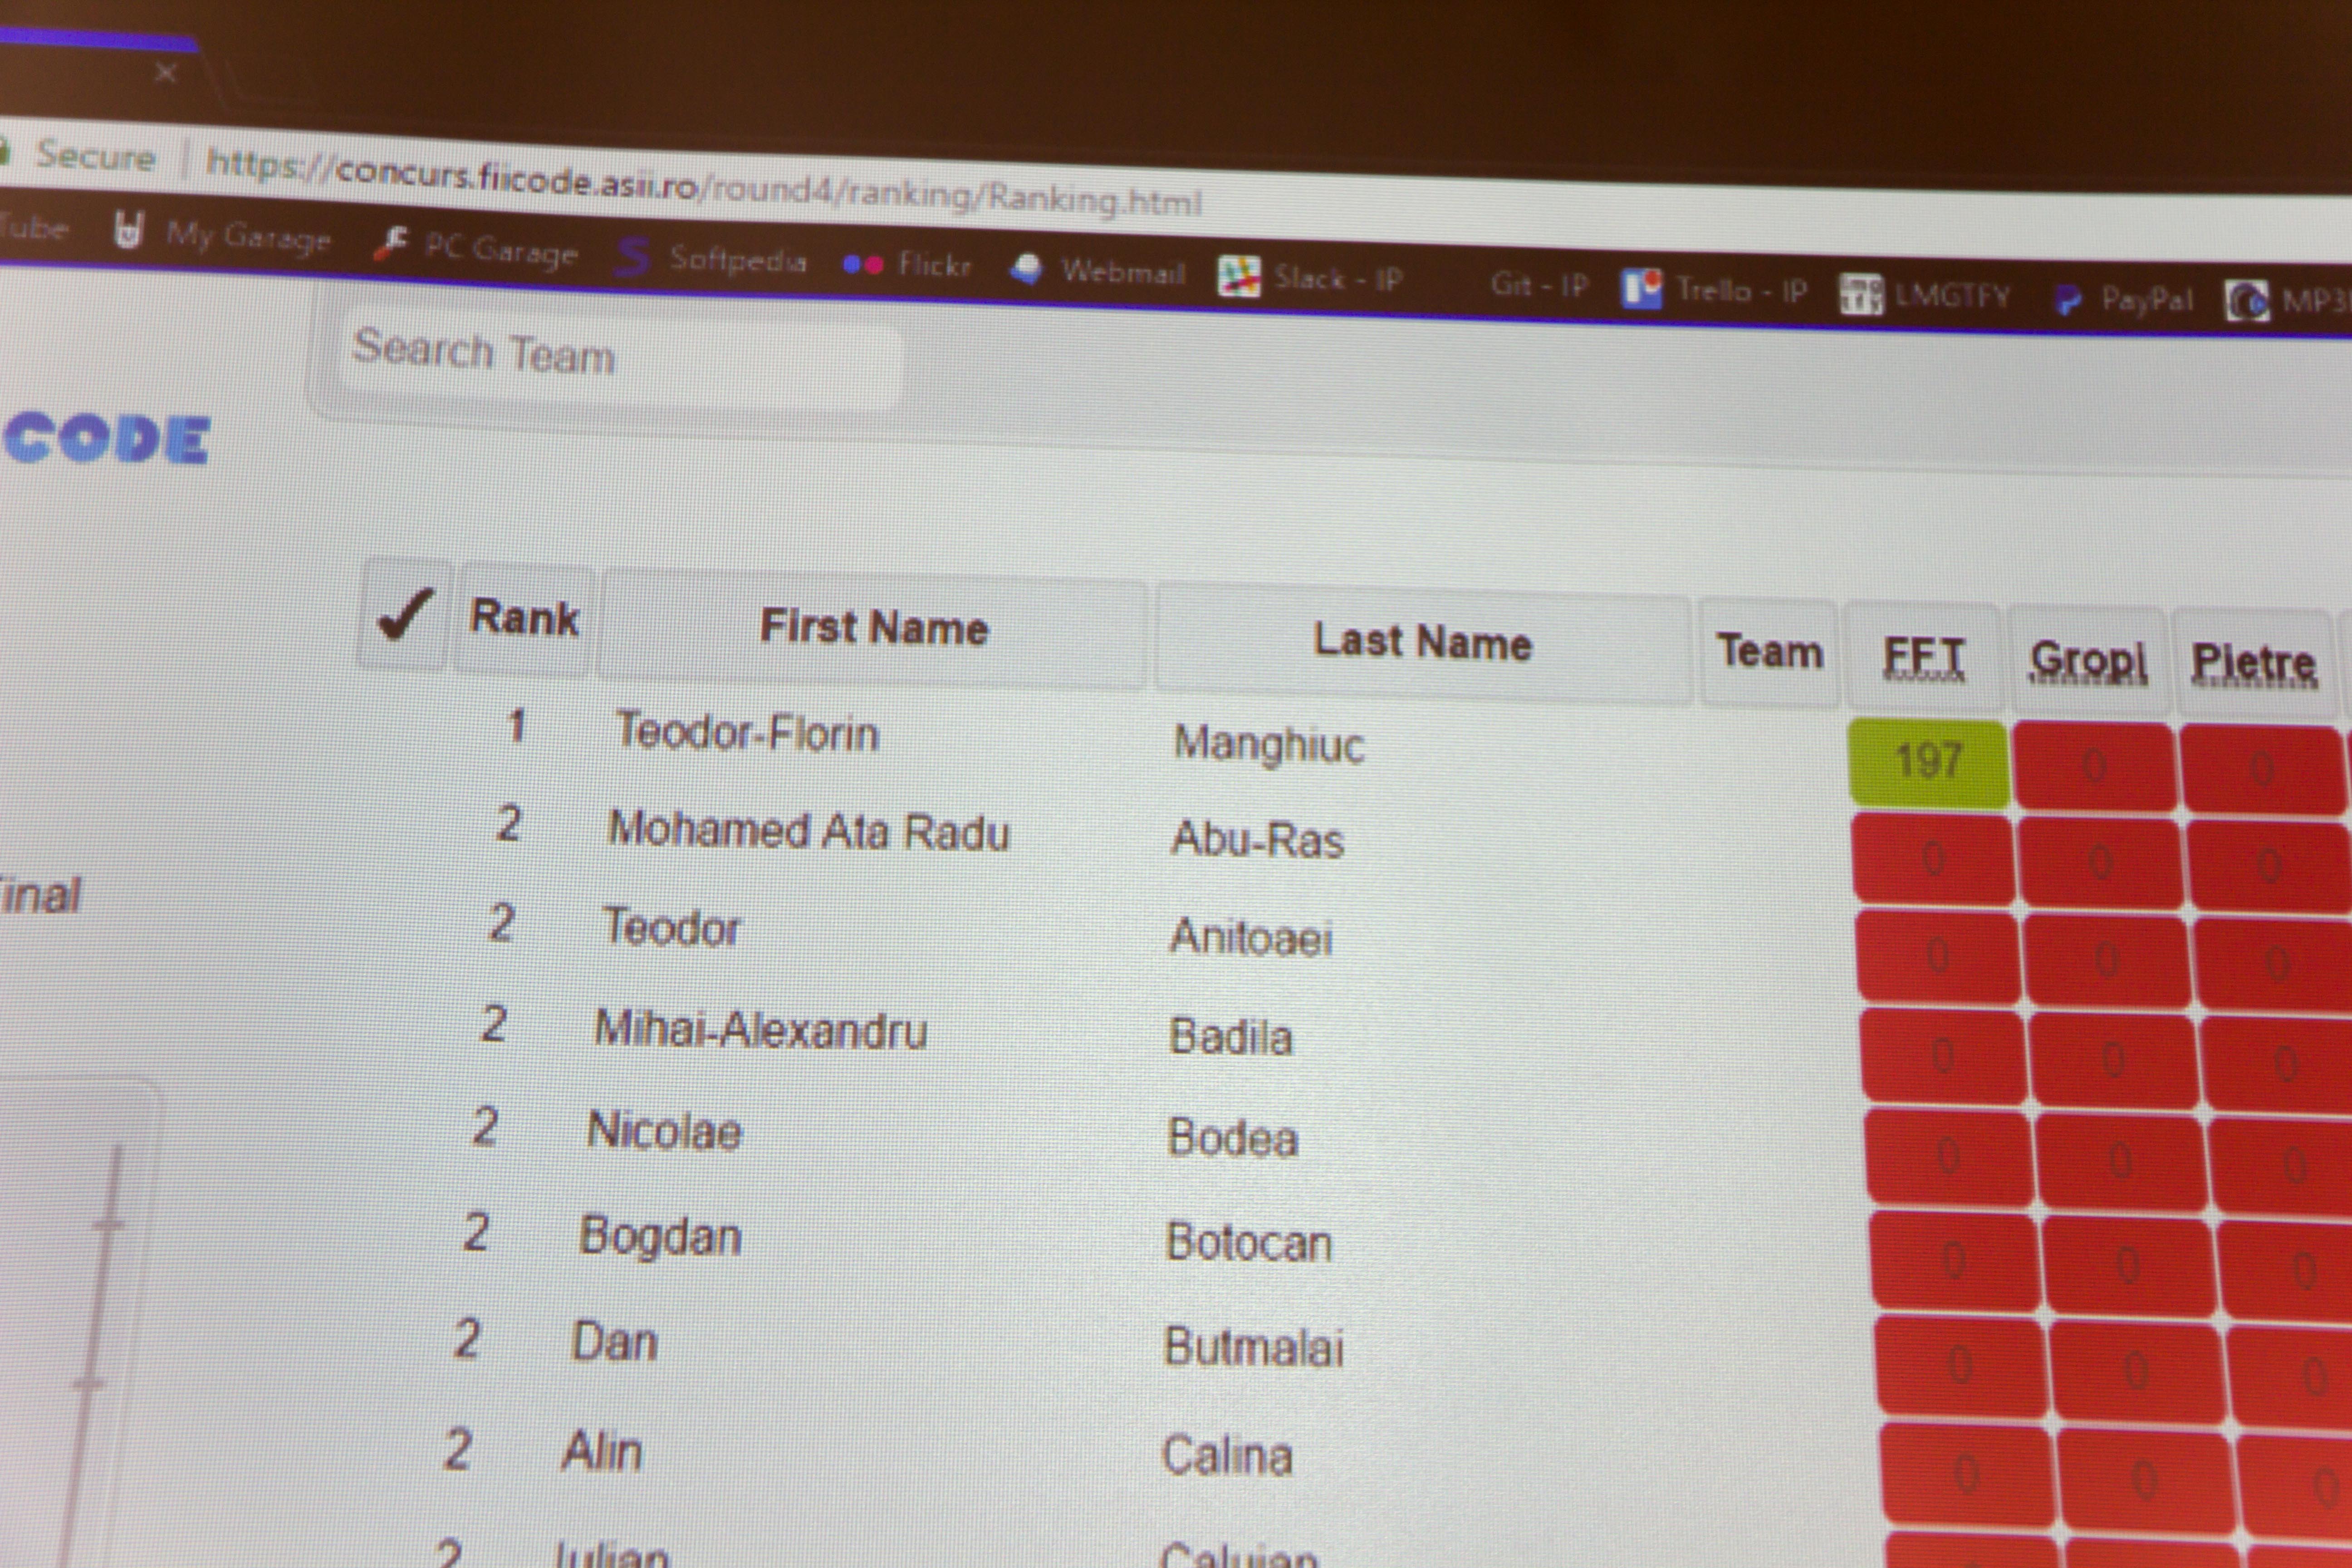 Secure https://concurs.fiicode.asii.ro/round4/ranking/Ranking.html
Tube My Garage PC Garage Softpedia Flickr Webmail Slack - IP Git - IP Trello - IP LMGTFY PayPal MP3
Search Team
CODE
Rank First Name Last Name Team FFT Gropi Pietre
1 Teodor-Florin Manghiuc 197 0 0
2 Mohamed Ata Radu Abu-Ras 0 0 0
inal
2 Teodor Anitoaei 0 0 0
2 Mihai-Alexandru Badila 0 0 0
2 Nicolae Bodea 0 0 0
2 Bogdan Botocan 0 0 0
2 Dan Butmalai 0 0 0
2 Alin Calina 0 0 0
2 Iulian